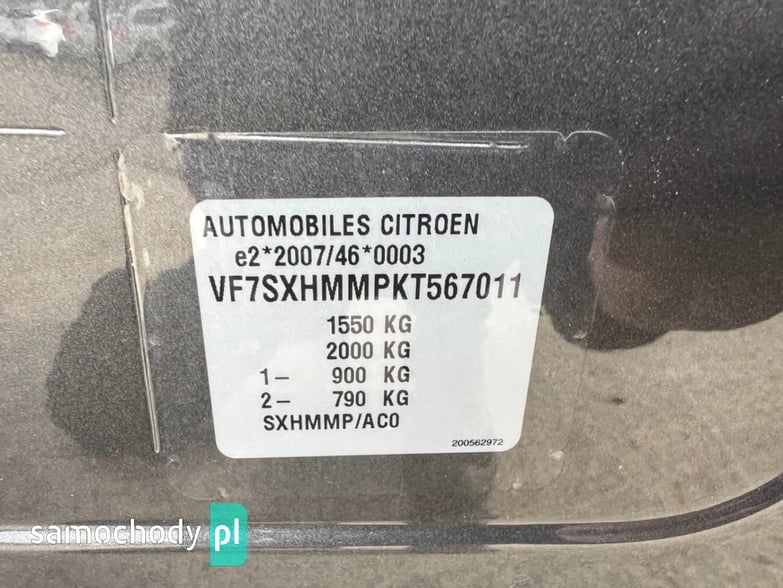 AUTOMOBILES CITROEN
e2*2007/46*0003
VF7SXHMMPKT567011
1550 KG
2000 KG
1– 900 KG
2– 790 KG
SXHMMP/AC0
200562972
samochody pl